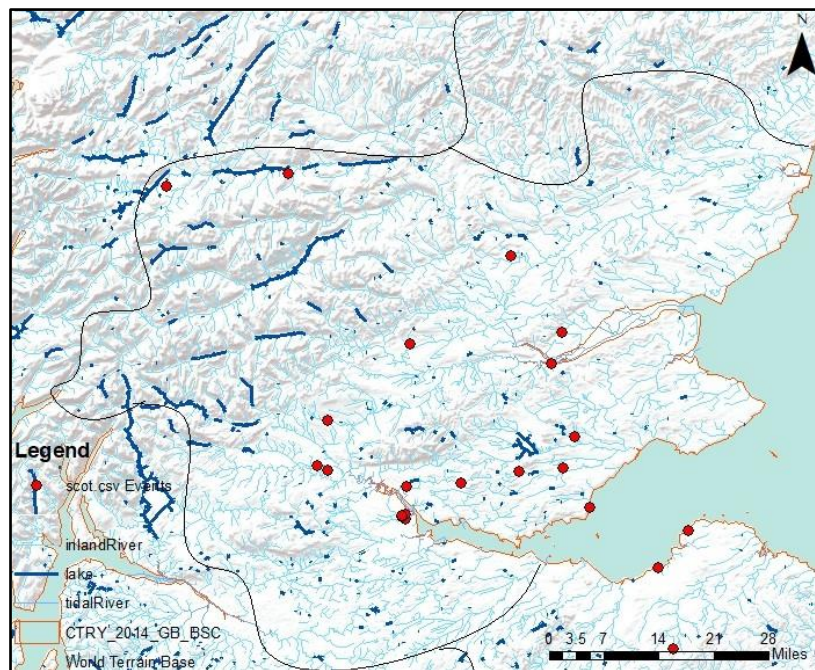 N
Legend
scot.csv Events
inlandRiver
lake
tidalRiver
CTRY_2014_GB_BSC
World Terrain Base
0 3.5 7 14 21 28
Miles